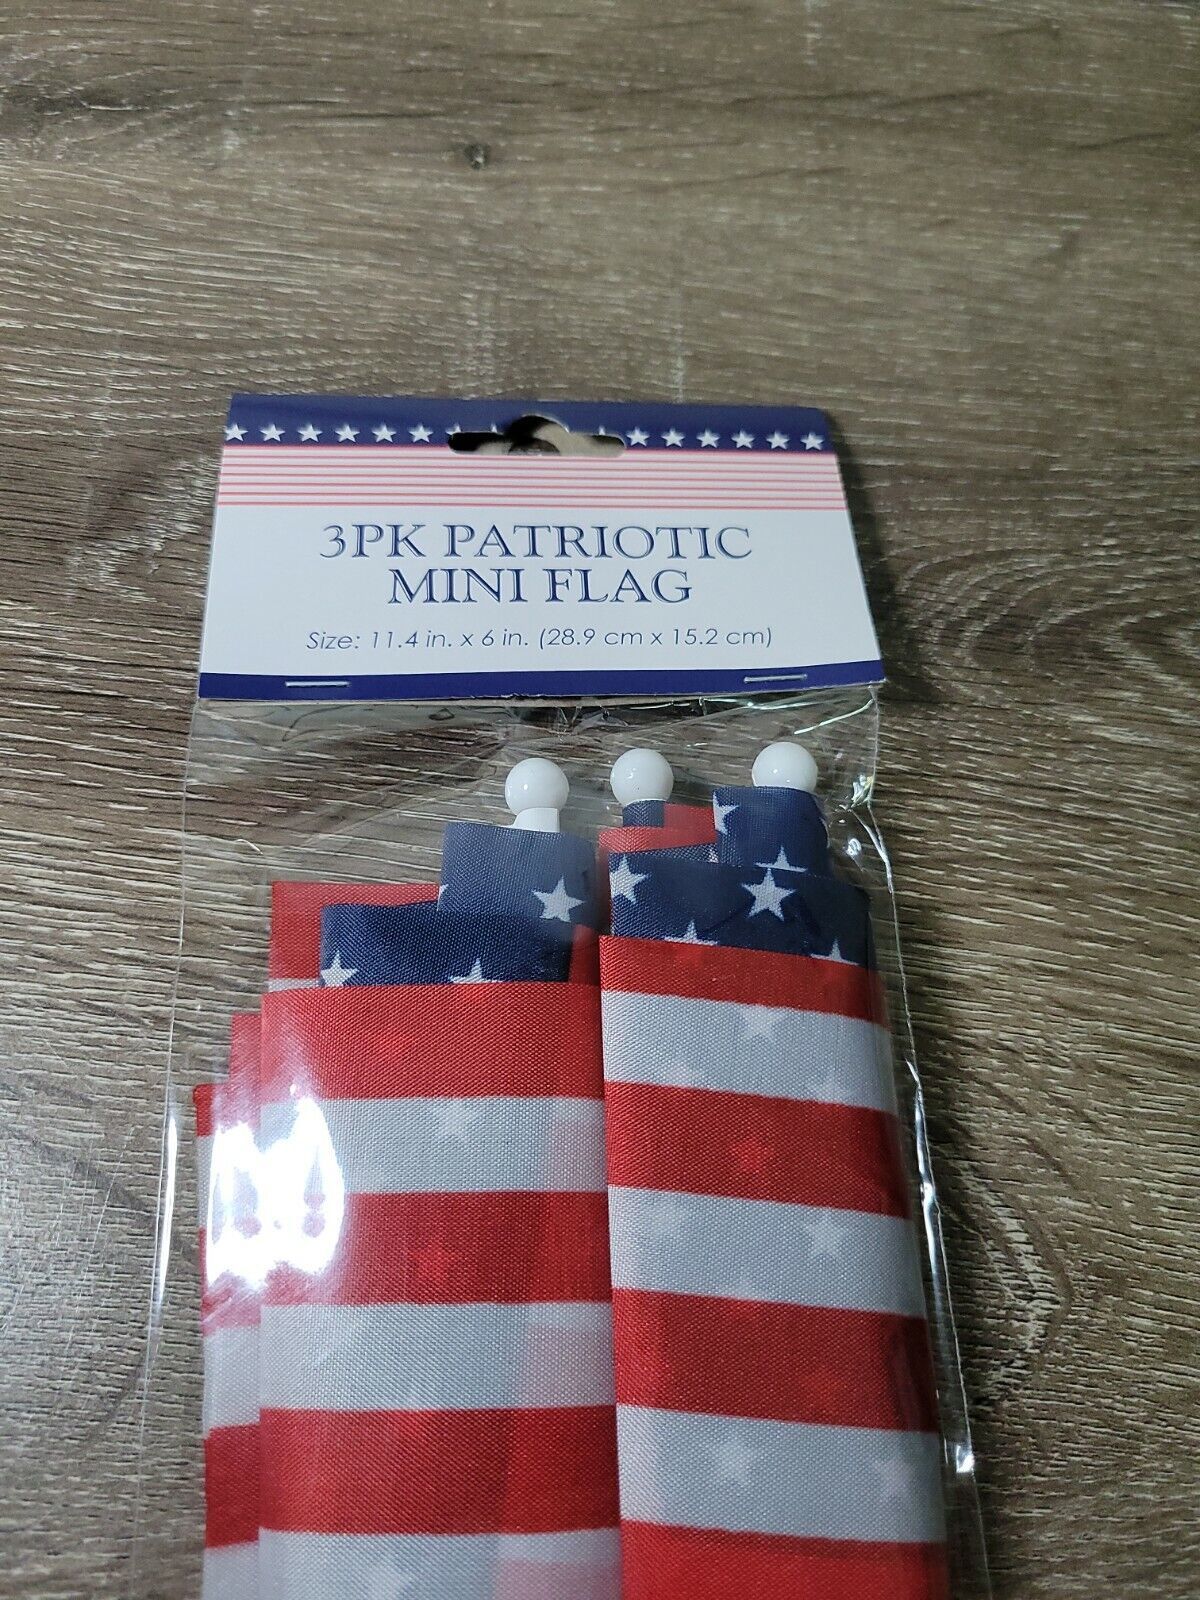 3PK PATRIOTIC
MINI FLAG
Size: 11.4 in. x 6 in. (28.9 cm x 15.2 cm)